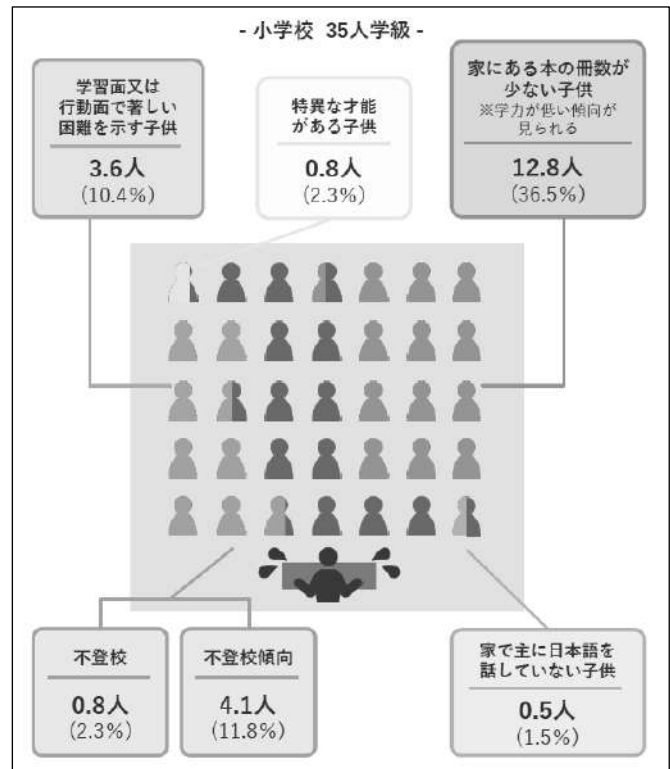 - 小学校 35人学級 -
学習面又は
行動面で著しい
困難を示す子供
3.6人
(10.4%)
特異な才能
がある子供
0.8人
(2.3%)
家にある本の冊数が
少ない子供
※学力が低い傾向が
見られる
12.8人
(36.5%)
不登校
0.8人
(2.3%)
不登校傾向
4.1人
(11.8%)
家で主に日本語を
話していない子供
0.5人
(1.5%)